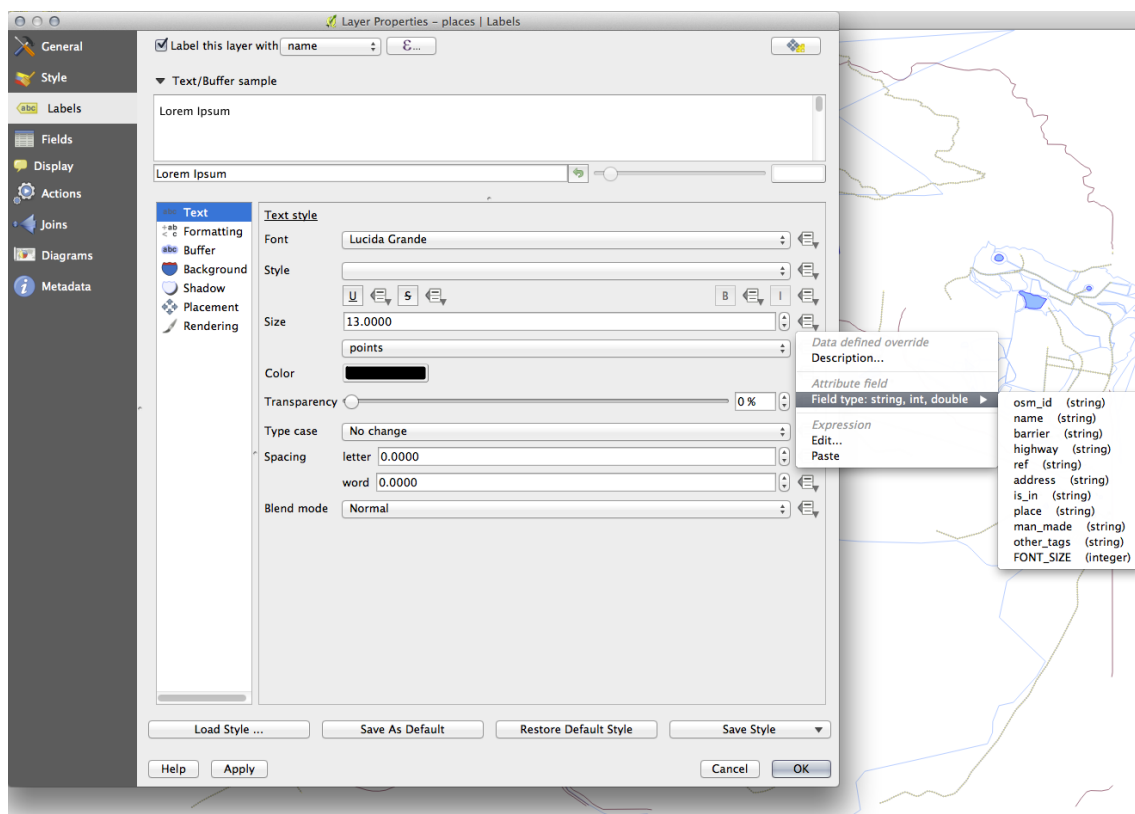 Layer Properties – places | Labels
General
Style
abc Labels
Fields
Display
Actions
Joins
Diagrams
Metadata
Label this layer with name ε...
Text/Buffer sample
Lorem Ipsum
Lorem Ipsum
Text
+ab < c Formatting
abc Buffer
Background
Shadow
Placement
Rendering
Text style
Font Lucida Grande
Style
U S B I
Size 13.0000
points
Color
Transparency 0 %
Type case No change
Spacing letter 0.0000
word 0.0000
Blend mode Normal
Data defined override
Description...
Attribute field
Field type: string, int, double
Expression
Edit...
Paste
osm_id (string)
name (string)
barrier (string)
highway (string)
ref (string)
address (string)
is_in (string)
place (string)
man_made (string)
other_tags (string)
FONT_SIZE (integer)
Load Style ... Save As Default Restore Default Style Save Style
Help Apply Cancel OK